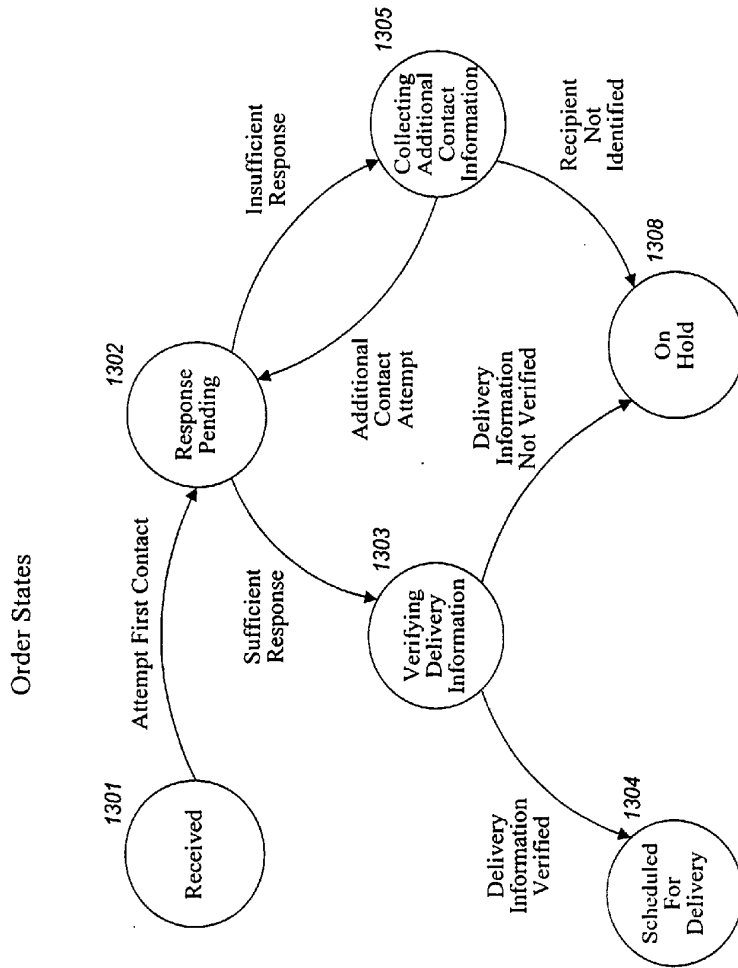 Order States
1301
Received
Attempt First Contact
1302
Response
Pending
Insufficient
Response
1305
Collecting
Additional
Contact
Information
Additional
Contact
Attempt
Sufficient
Response
1303
Verifying
Delivery
Information
Recipient
Not
Identified
Delivery
Information
Not Verified
1308
On
Hold
Delivery
Information
Verified
1304
Scheduled
For
Delivery